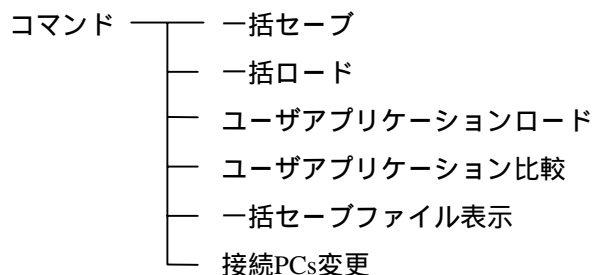 コマンド 一括セーブ
一括ロード
ユーザアプリケーションロード
ユーザアプリケーション比較
一括セーブファイル表示
接続PCs変更